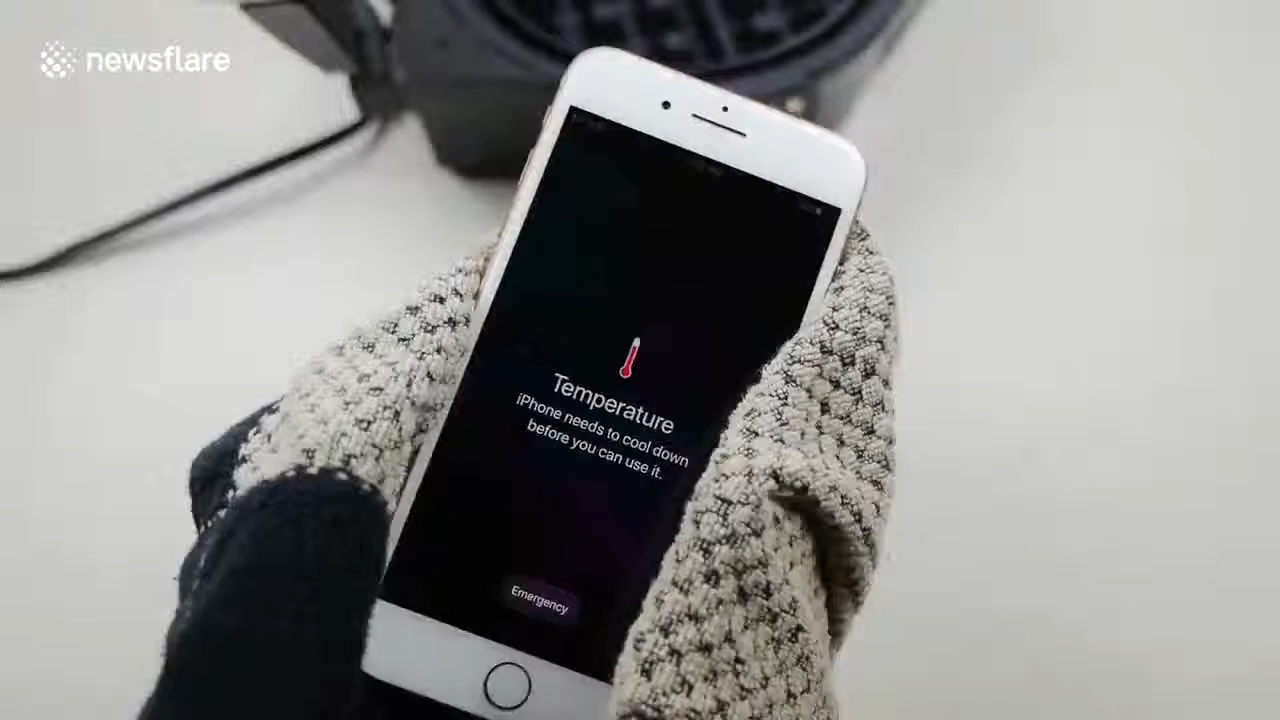 newsflare
Temperature
iPhone needs to cool down
before you can use it.
Emergency